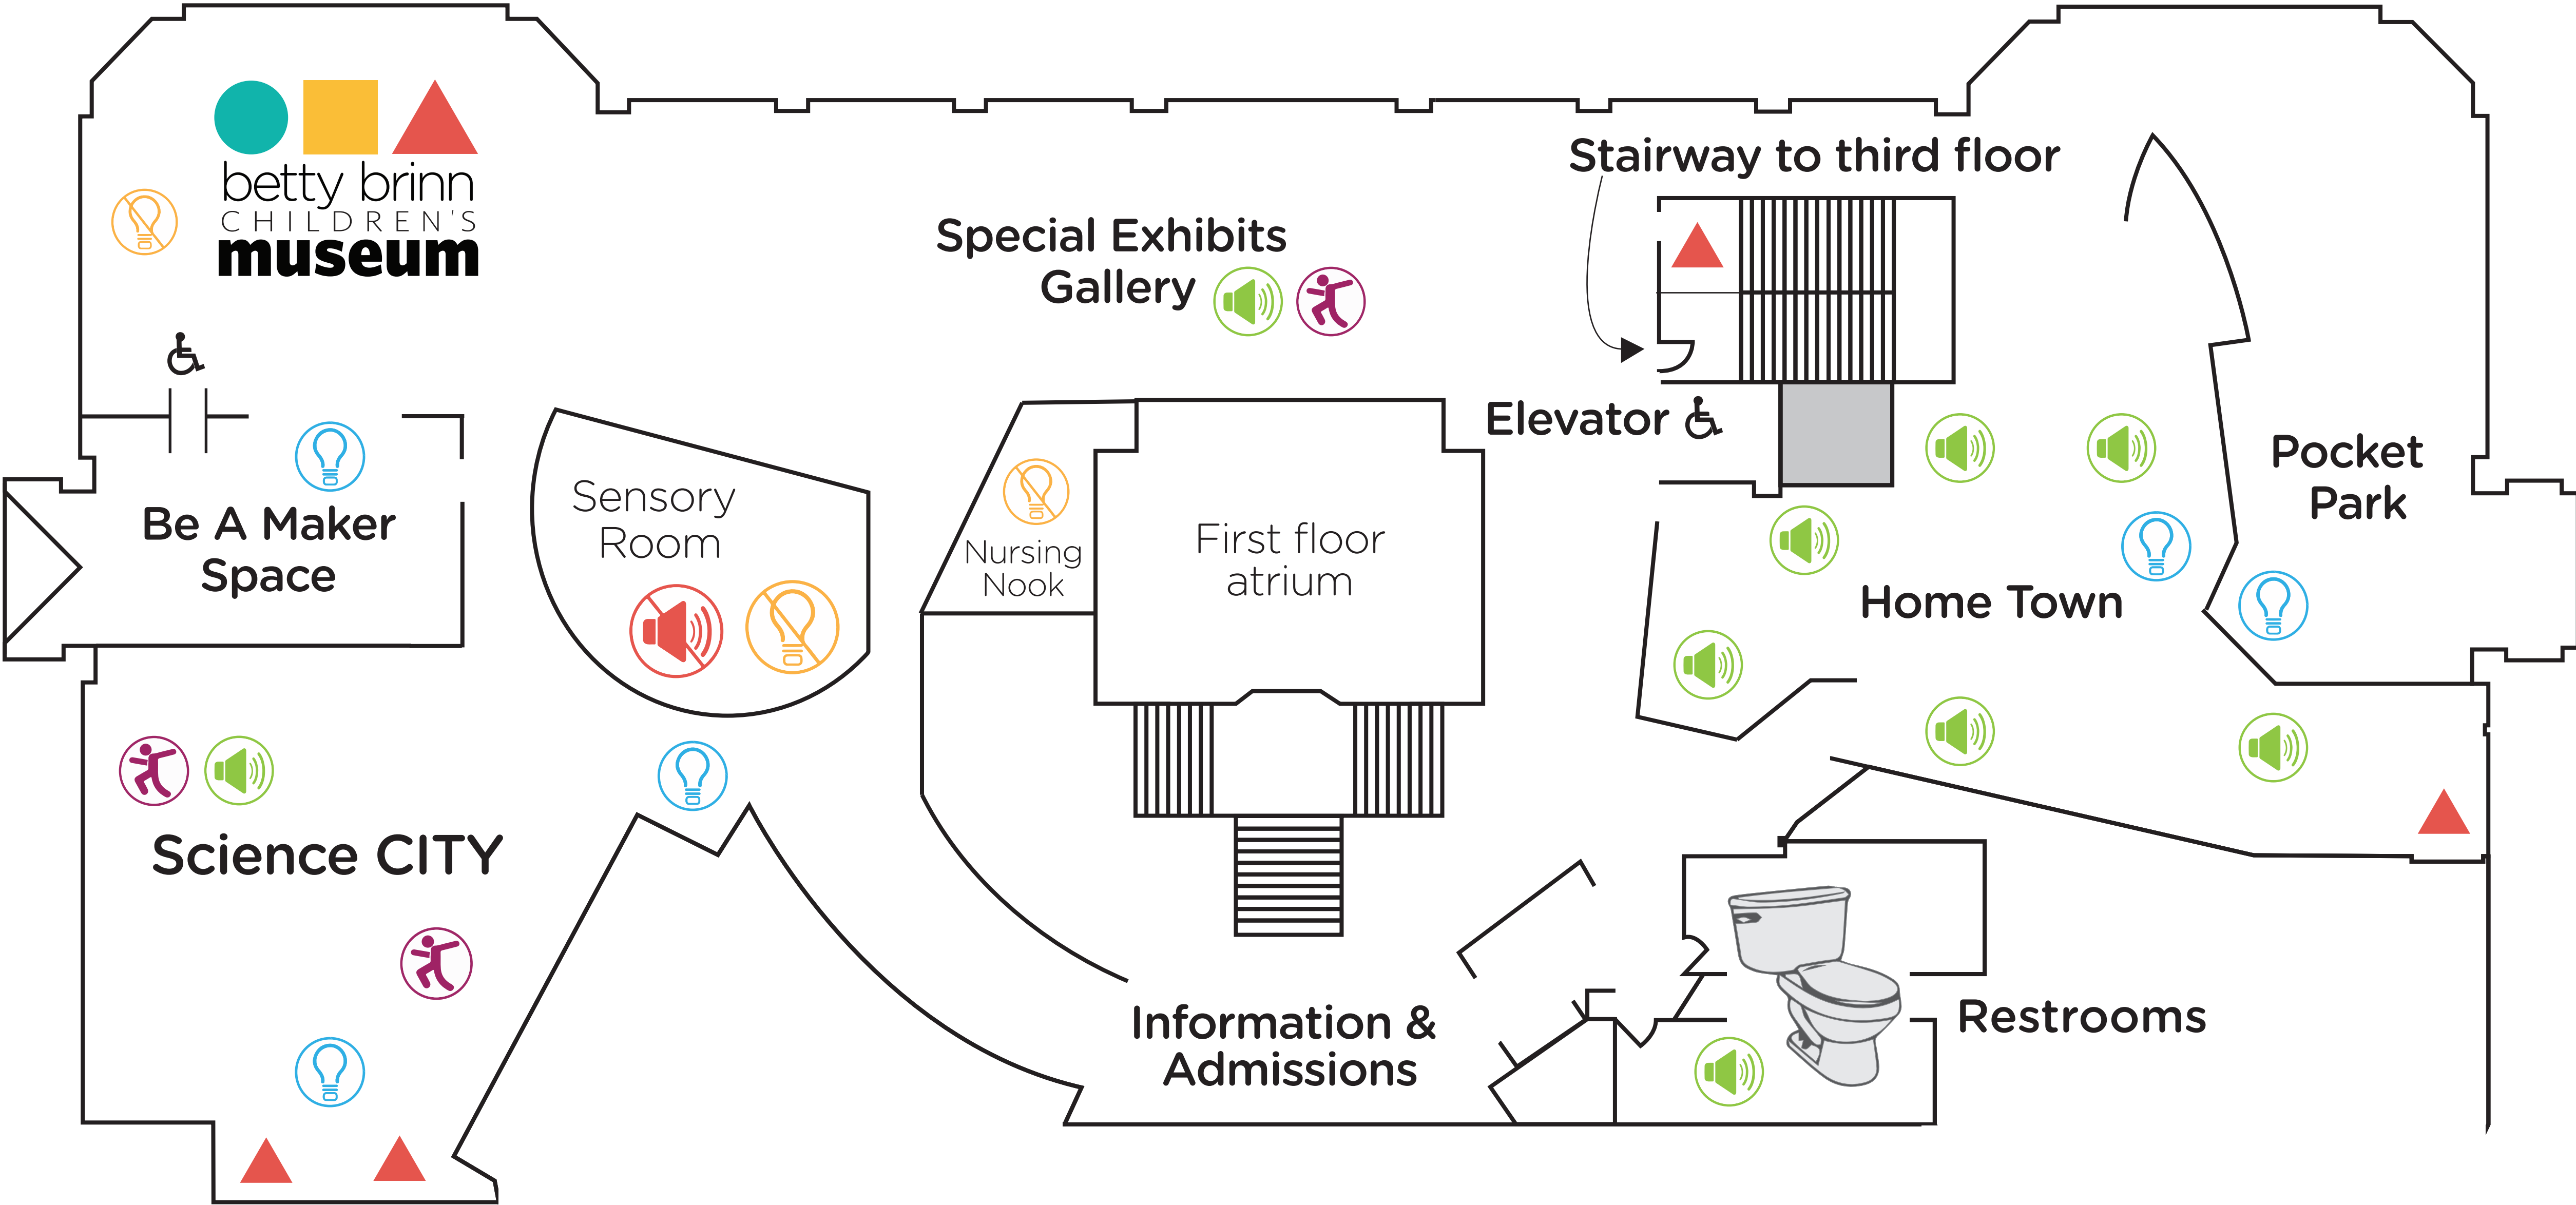 betty brinn
CHILDREN'S
museum
Stairway to third floor
Special Exhibits
Gallery
Elevator
Pocket
Park
Sensory
Room
Be A Maker
Space
Nursing
Nook
First floor
atrium
Home Town
Science CITY
Information &
Admissions
Restrooms